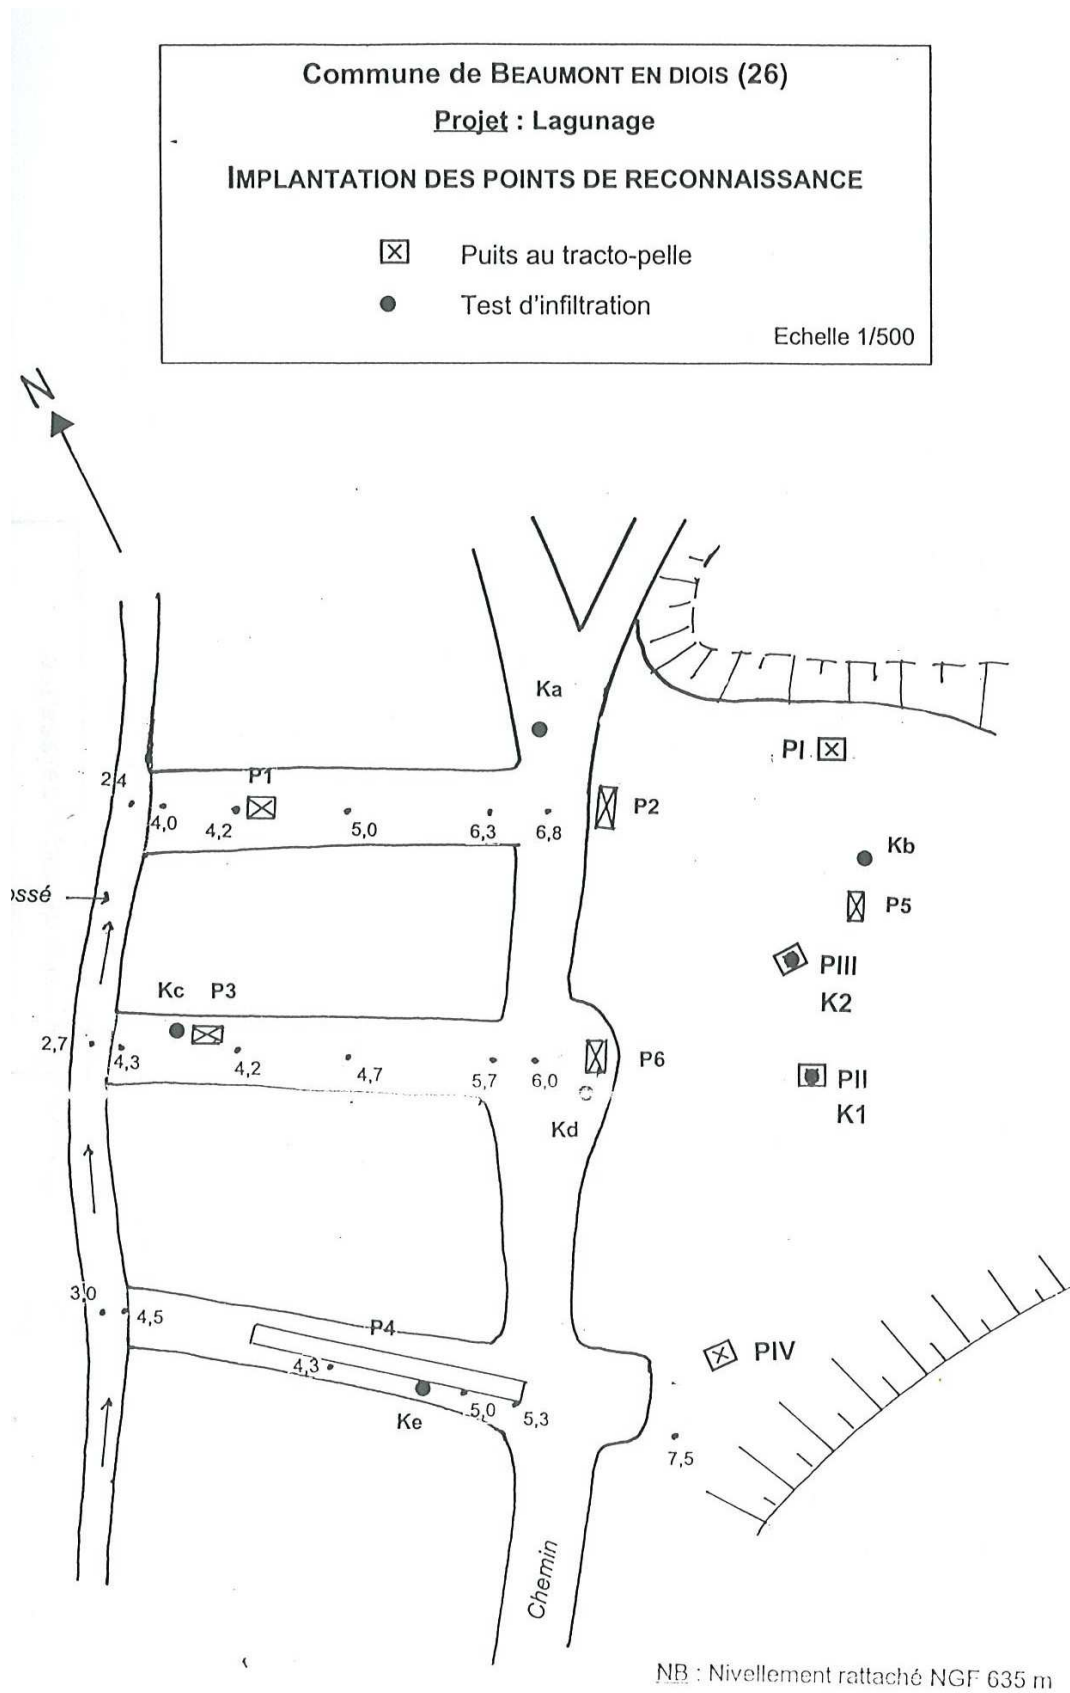 Commune de BEAUMONT EN DIOIS (26)
Projet : Lagunage
IMPLANTATION DES POINTS DE RECONNAISSANCE
Puits au tracto-pelle
Test d'infiltration
Echelle 1/500
N
Ka
PI
2,4
P1
P2
4,0
4,2
5,0
6,3
6,8
Kb
ossé
P5
PIII
K2
Kc P3
2,7
4,3
4,2
4,7
5,7
6,0
P6
PII
K1
Kd
3,0
4,5
P4
PIV
4,3
5,0
5,3
Ke
7,5
Chemin
NB : Nivellement rattaché NGF 635 m